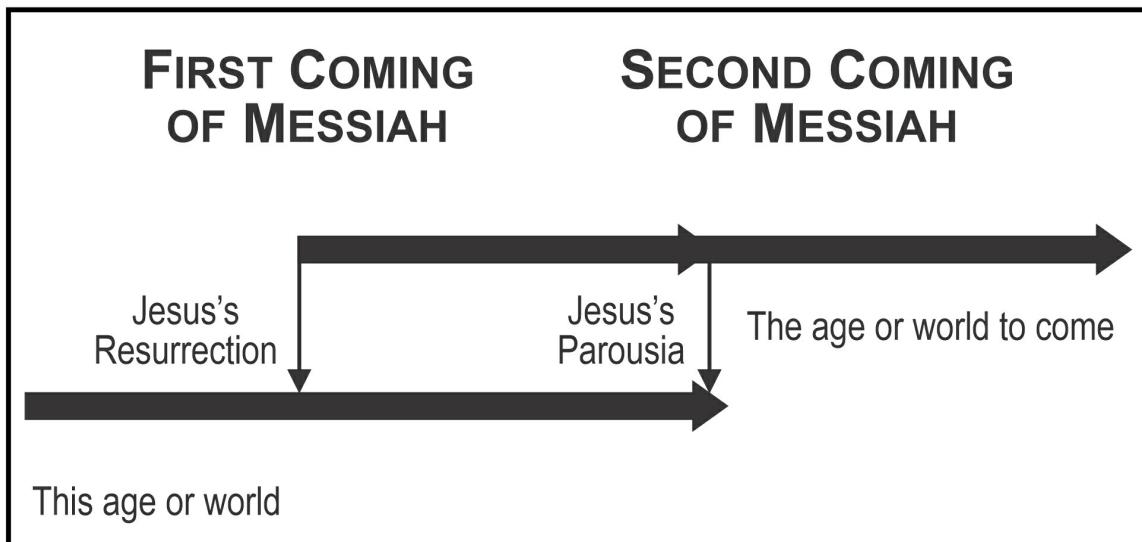 FIRST COMING
OF MESSIAH
SECOND COMING
OF MESSIAH
Jesus’s
Resurrection
Jesus’s
Parousia
The age or world to come
This age or world